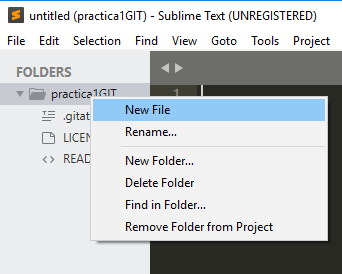 untitled (practica1GIT) - Sublime Text (UNREGISTERED)
File Edit Selection Find View Goto Tools Project
FOLDERS
practica1GIT
1
New File
.gitat
Rename...
LICEN
READ
New Folder...
Delete Folder
Find in Folder...
Remove Folder from Project